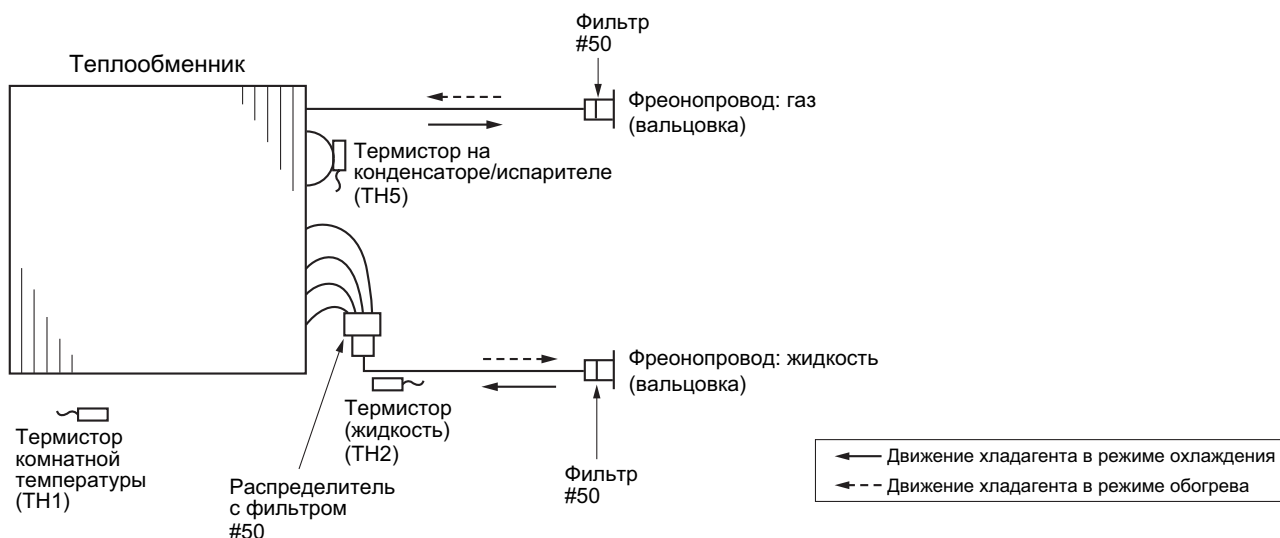 Фильтр
#50
Теплообменник
Фреонопровод: газ
(вальцовка)
Термистор на
конденсаторе/испарителе
(TH5)
Фреонопровод: жидкость
(вальцовка)
Термистор
(жидкость)
(TH2)
Термистор
комнатной
температуры
(TH1)
Распределитель
с фильтром
#50
Фильтр
#50
Движение хладагента в режиме охлаждения
Движение хладагента в режиме обогрева